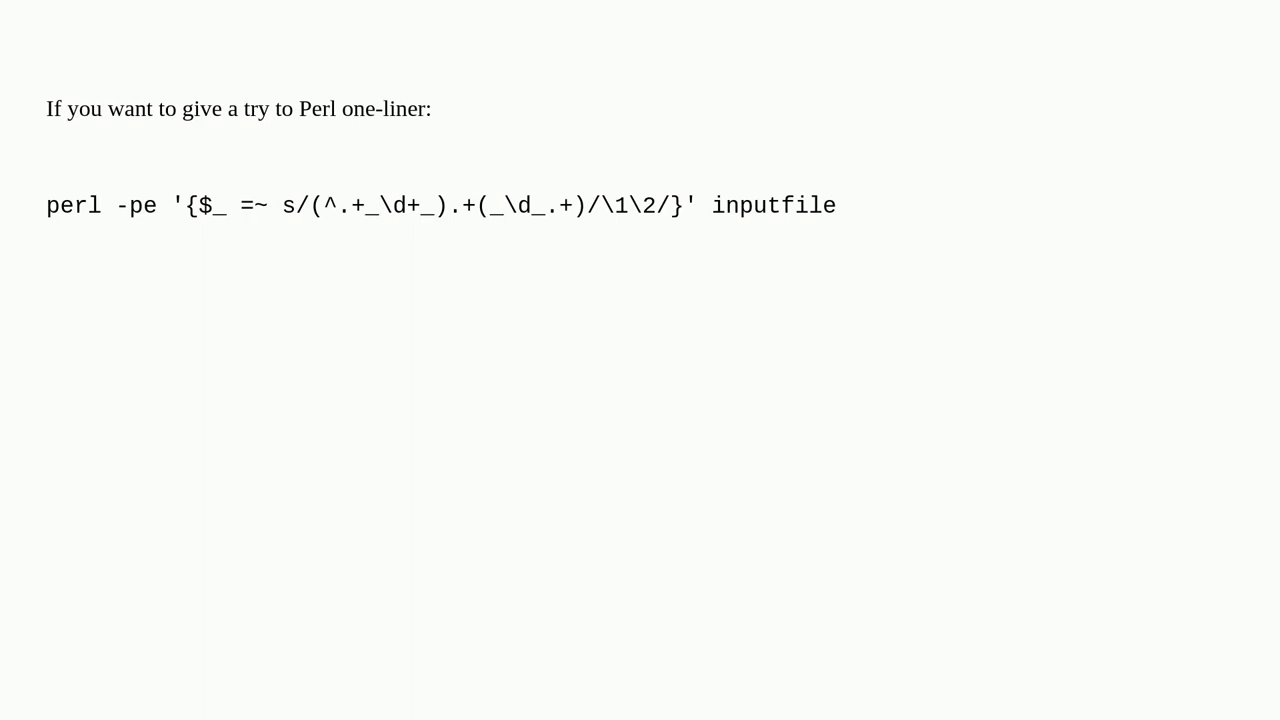 If you want to give a try to Perl one-liner:
perl -pe '{$_ =~ s/(^.+_\d+_).+(_\d_.+)/\1\2/}' inputfile